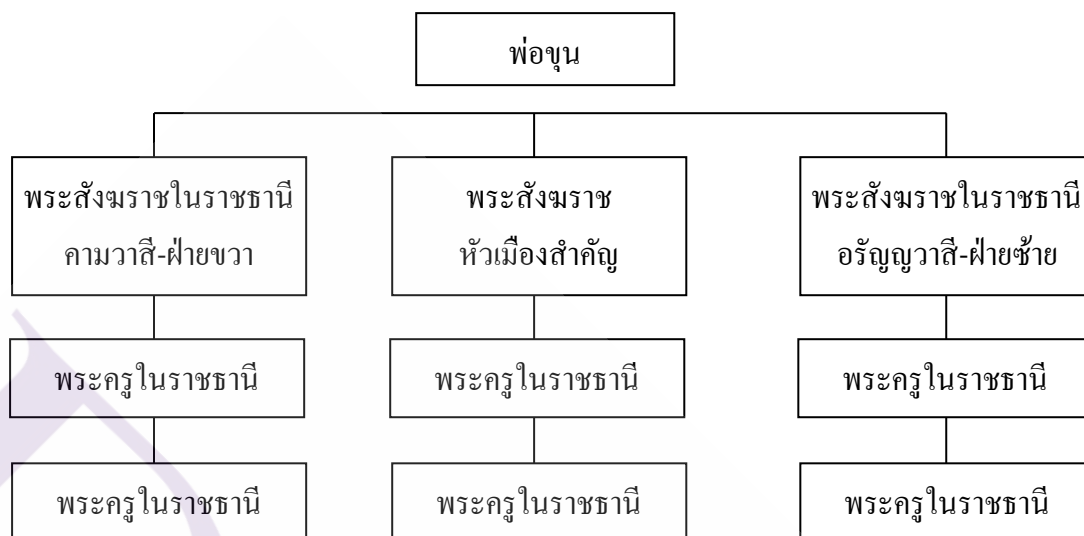 พ่อขุน
พระสังฆราชในราชธานี
คามวาสี-ฝ่ายขวา
พระสังฆราช
หัวเมืองสำคัญ
พระสังฆราชในราชธานี
อรัญญวาสี-ฝ่ายซ้าย
พระครูในราชธานี
พระครูในราชธานี
พระครูในราชธานี
พระครูในราชธานี
พระครูในราชธานี
พระครูในราชธานี